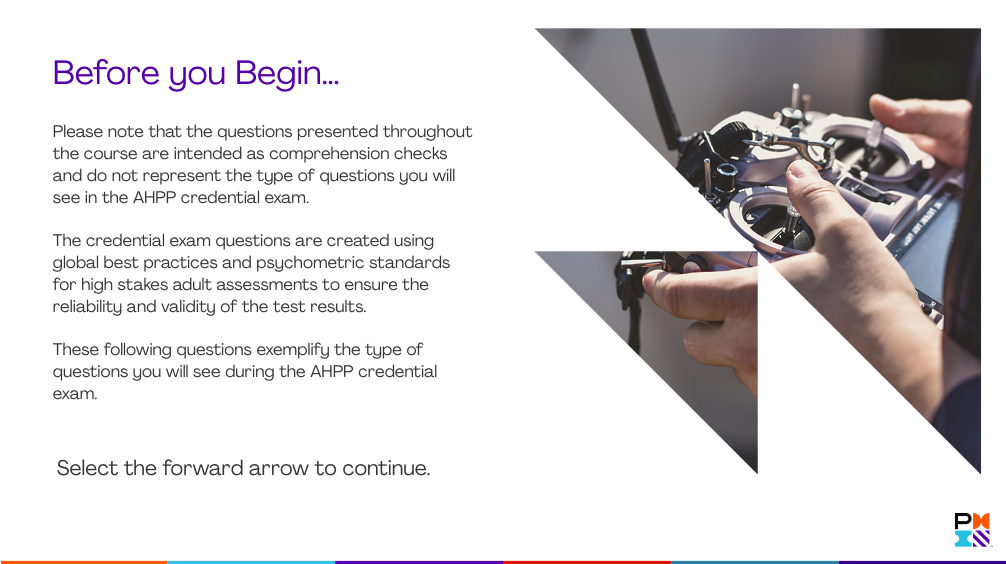 Before you Begin...
Please note that the questions presented throughout
the course are intended as comprehension checks
and do not represent the type of questions you will
see in the AHPP credential exam.
The credential exam questions are created using
global best practices and psychometric standards
for high stakes adult assessments to ensure the
reliability and validity of the test results.
These following questions exemplify the type of
questions you will see during the AHPP credential
exam.
Select the forward arrow to continue.